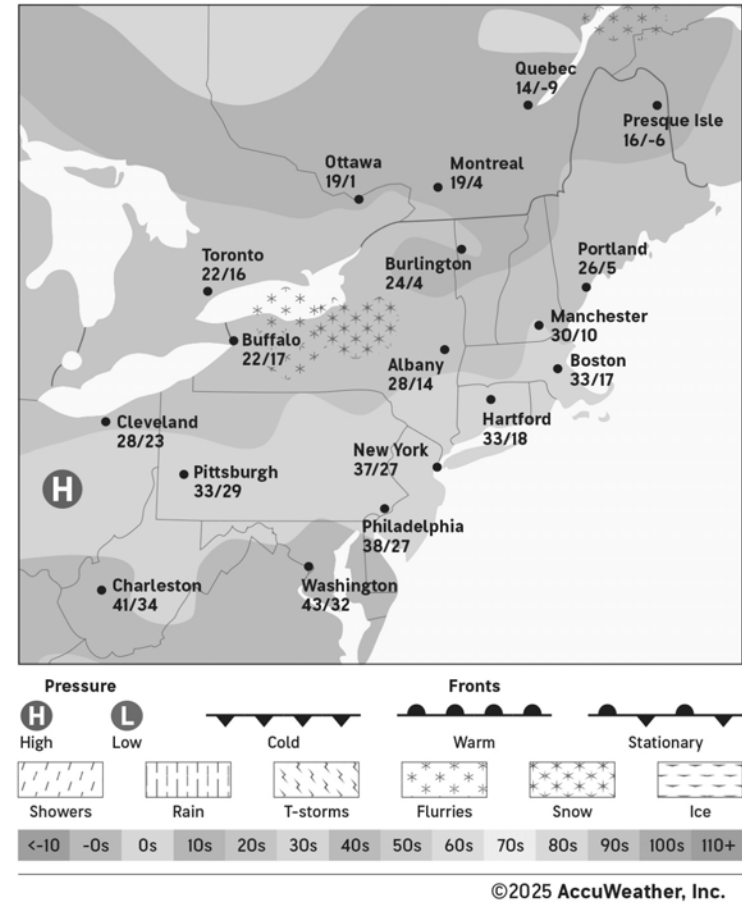 Quebec
14/-9
Presque Isle
16/-6
Ottawa
19/1
Montreal
19/4
Toronto
22/16
Burlington
24/4
Portland
26/5
Buffalo
22/17
Manchester
30/10
Albany
28/14
Boston
33/17
Cleveland
28/23
Hartford
33/18
New York
37/27
H
Pittsburgh
33/29
Philadelphia
38/27
Charleston
41/34
Washington
43/32
Pressure
Fronts
H
L
High
Low
Cold
Warm
Stationary
Showers
Rain
T-storms
Flurries
Snow
Ice
<-10 -0s 0s 10s 20s 30s 40s 50s 60s 70s 80s 90s 100s 110+
©2025 AccuWeather, Inc.